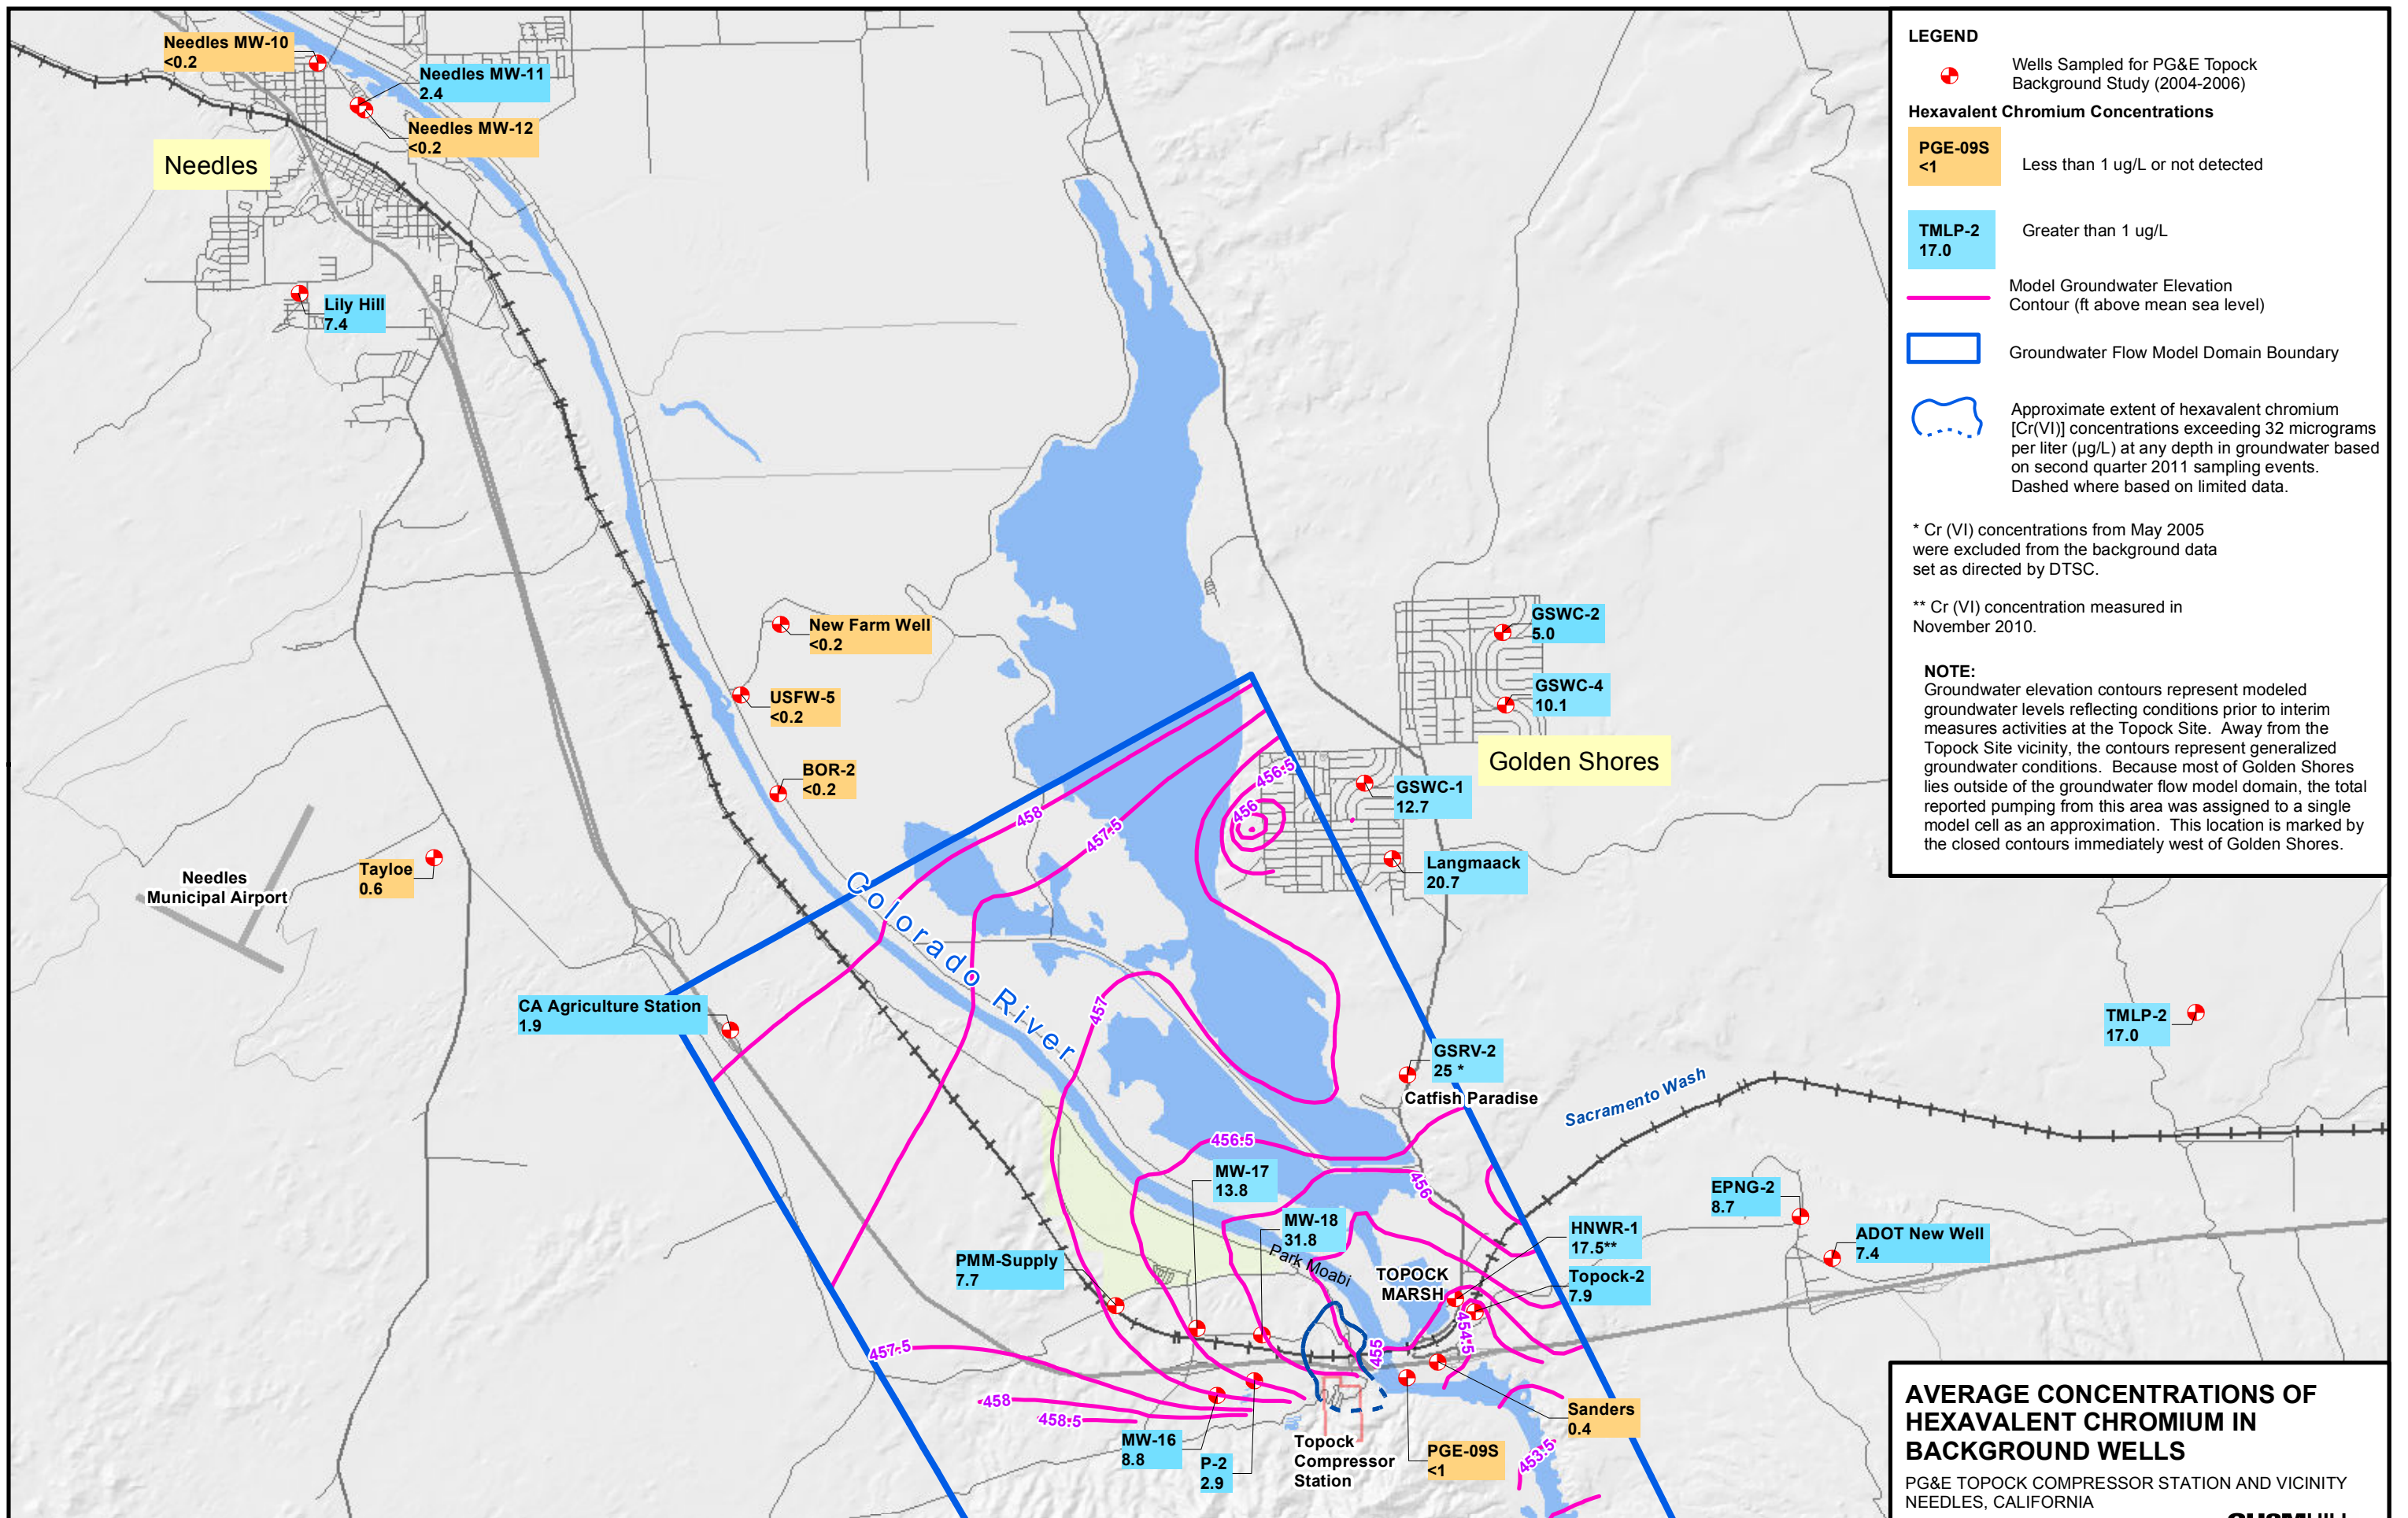 Needles MW-10
<0.2
Needles MW-11
2.4
Needles MW-12
<0.2
Needles
Lily Hill
7.4
New Farm Well
<0.2
USFW-5
<0.2
BOR-2
<0.2
Tayloe
0.6
Needles
Municipal Airport
CA Agriculture Station
1.9
GSWC-2
5.0
GSWC-4
10.1
Golden Shores
GSWC-1
12.7
Langmaack
20.7
458
457.5
456.5
456
Colorado River
457
GSRV-2
25 *
Catfish Paradise
Sacramento Wash
TMLP-2
17.0
456.5
456
MW-17
13.8
MW-18
31.8
Park Moabi
EPNG-2
8.7
ADOT New Well
7.4
HNWR-1
17.5**
Topock-2
7.9
PMM-Supply
7.7
TOPOCK
MARSH
457.5
455
454.5
458
458.5
Sanders
0.4
MW-16
8.8
P-2
2.9
Topock
Compressor
Station
PGE-09S
<1
453.5
LEGEND
Wells Sampled for PG&E Topock
Background Study (2004-2006)
Hexavalent Chromium Concentrations
PGE-09S
<1
Less than 1 ug/L or not detected
TMLP-2
17.0
Greater than 1 ug/L
Model Groundwater Elevation
Contour (ft above mean sea level)
Groundwater Flow Model Domain Boundary
Approximate extent of hexavalent chromium
[Cr(VI)] concentrations exceeding 32 micrograms
per liter (µg/L) at any depth in groundwater based
on second quarter 2011 sampling events.
Dashed where based on limited data.
* Cr (VI) concentrations from May 2005
were excluded from the background data
set as directed by DTSC.
** Cr (VI) concentration measured in
November 2010.
NOTE:
Groundwater elevation contours represent modeled
groundwater levels reflecting conditions prior to interim
measures activities at the Topock Site.  Away from the
Topock Site vicinity, the contours represent generalized
groundwater conditions.  Because most of Golden Shores
lies outside of the groundwater flow model domain, the total
reported pumping from this area was assigned to a single
model cell as an approximation.  This location is marked by
the closed contours immediately west of Golden Shores.
AVERAGE CONCENTRATIONS OF
HEXAVALENT CHROMIUM IN
BACKGROUND WELLS
PG&E TOPOCK COMPRESSOR STATION AND VICINITY
NEEDLES, CALIFORNIA